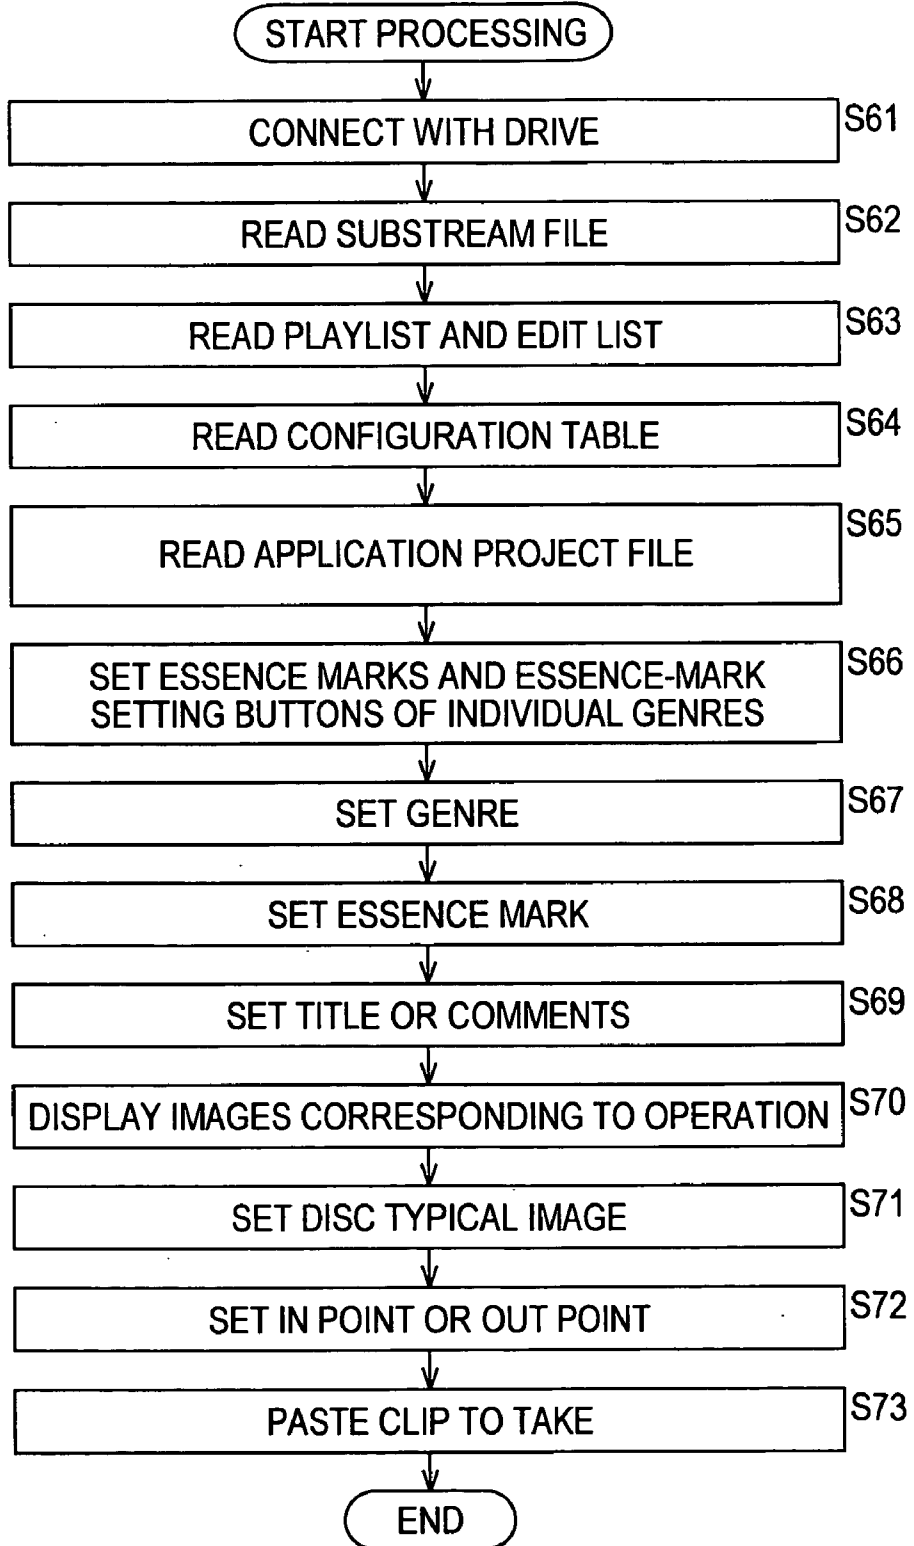 START PROCESSING
CONNECT WITH DRIVE
S61
READ SUBSTREAM FILE
S62
READ PLAYLIST AND EDIT LIST
S63
READ CONFIGURATION TABLE
S64
READ APPLICATION PROJECT FILE
S65
SET ESSENCE MARKS AND ESSENCE-MARK
SETTING BUTTONS OF INDIVIDUAL GENRES
S66
SET GENRE
S67
SET ESSENCE MARK
S68
SET TITLE OR COMMENTS
S69
DISPLAY IMAGES CORRESPONDING TO OPERATION
S70
SET DISC TYPICAL IMAGE
S71
SET IN POINT OR OUT POINT
S72
PASTE CLIP TO TAKE
S73
END